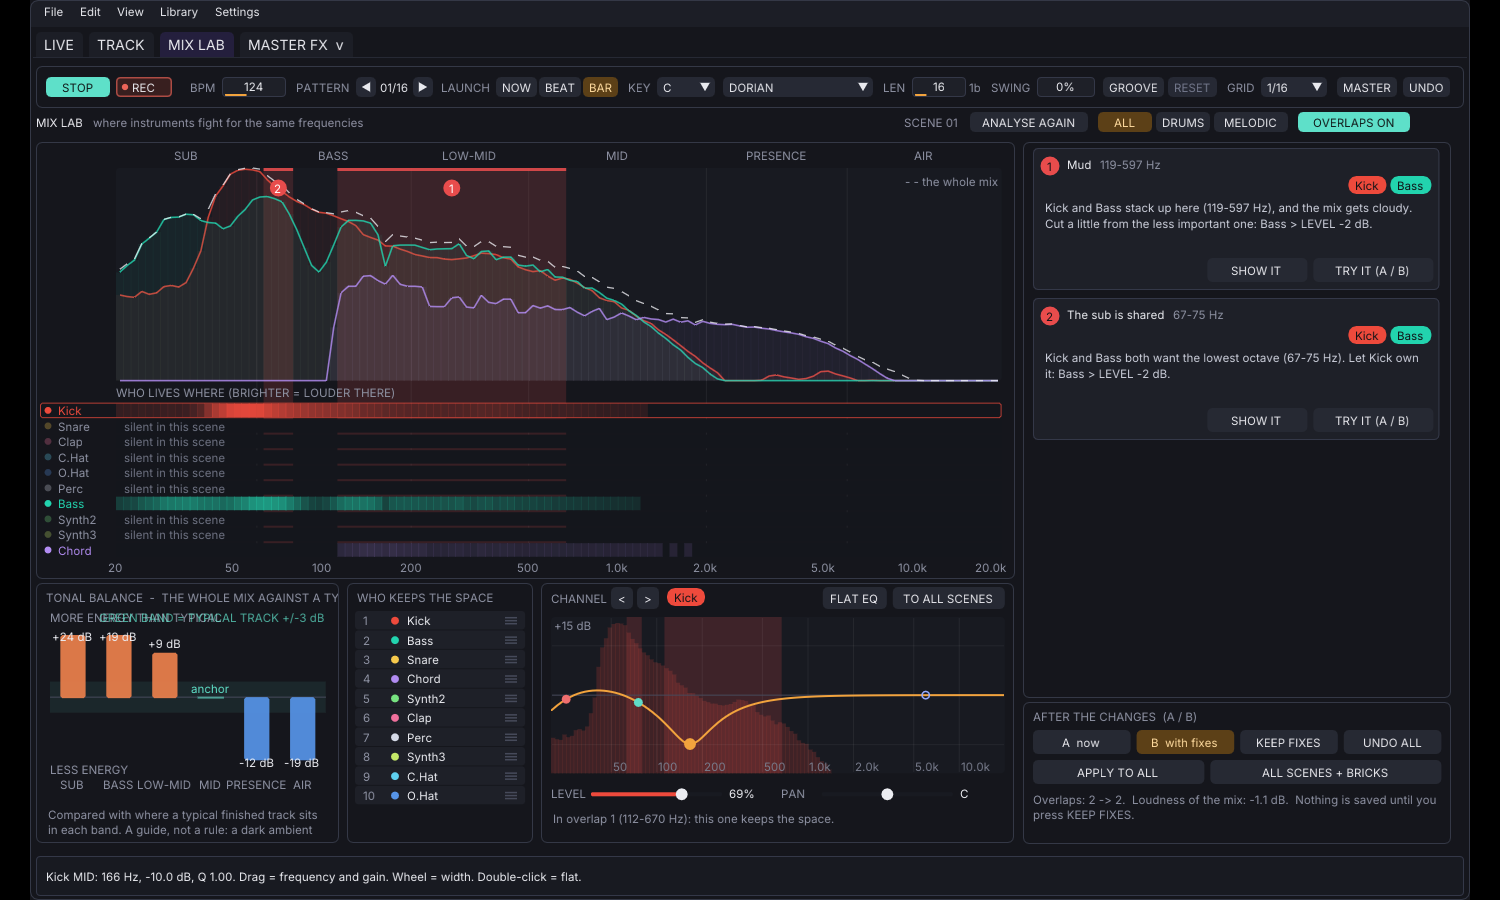 File Edit View Library Settings
LIVE TRACK MIX LAB MASTER FX v
STOP REC BPM 124 PATTERN 01/16 LAUNCH NOW BEAT BAR KEY C DORIAN LEN 16 1b SWING 0% GROOVE RESET GRID 1/16 MASTER UNDO
MIX LAB where instruments fight for the same frequencies SCENE 01 ANALYSE AGAIN ALL DRUMS MELODIC OVERLAPS ON
SUB BASS LOW-MID MID PRESENCE AIR
- - the whole mix
2
1
WHO LIVES WHERE (BRIGHTER = LOUDER THERE)
Kick
Snare silent in this scene
Clap silent in this scene
C.Hat silent in this scene
O.Hat silent in this scene
Perc silent in this scene
Bass
Synth2 silent in this scene
Synth3 silent in this scene
Chord
20 50 100 200 500 1.0k 2.0k 5.0k 10.0k 20.0k
1 Mud 119-597 Hz
Kick Bass
Kick and Bass stack up here (119-597 Hz), and the mix gets cloudy.
Cut a little from the less important one: Bass > LEVEL -2 dB.
SHOW IT TRY IT (A / B)
2 The sub is shared 67-75 Hz
Kick Bass
Kick and Bass both want the lowest octave (67-75 Hz). Let Kick own
it: Bass > LEVEL -2 dB.
SHOW IT TRY IT (A / B)
TONAL BALANCE - THE WHOLE MIX AGAINST A TY
MORE ENERGY THAN TYPICAL
GREEN BAND = TYPICAL TRACK +/-3 dB
+24 dB +19 dB +9 dB
anchor
-12 dB -19 dB
LESS ENERGY
SUB BASS LOW-MID MID PRESENCE AIR
Compared with where a typical finished track sits
in each band. A guide, not a rule: a dark ambient
WHO KEEPS THE SPACE
1 Kick
2 Bass
3 Snare
4 Chord
5 Synth2
6 Clap
7 Perc
8 Synth3
9 C.Hat
10 O.Hat
CHANNEL < > Kick FLAT EQ TO ALL SCENES
+15 dB
50 100 200 500 1.0k 2.0k 5.0k 10.0k
LEVEL 69% PAN C
In overlap 1 (112-670 Hz): this one keeps the space.
AFTER THE CHANGES (A / B)
A now B with fixes KEEP FIXES UNDO ALL
APPLY TO ALL ALL SCENES + BRICKS
Overlaps: 2 -> 2. Loudness of the mix: -1.1 dB. Nothing is saved until you
press KEEP FIXES.
Kick MID: 166 Hz, -10.0 dB, Q 1.00. Drag = frequency and gain. Wheel = width. Double-click = flat.